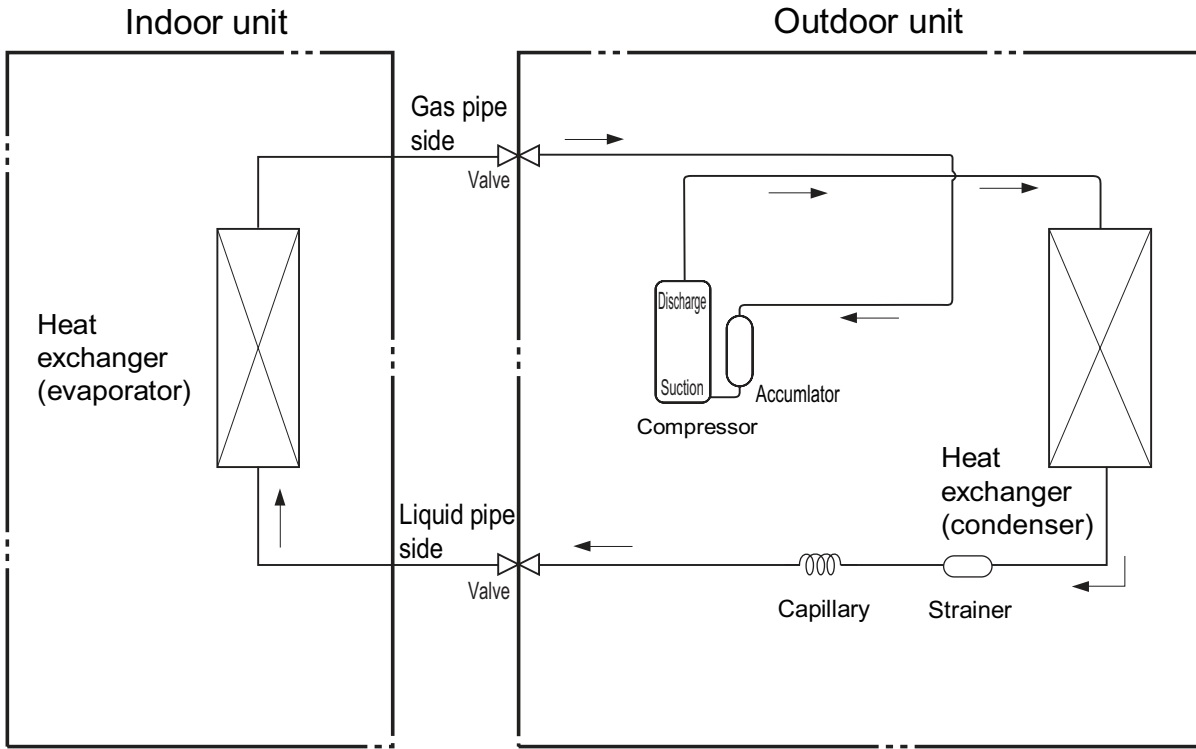 Indoor unit
Outdoor unit
Gas pipe
side
Valve
Discharge
Suction
Accumlator
Compressor
Heat
exchanger
(evaporator)
Heat
exchanger
(condenser)
Liquid pipe
side
Valve
Capillary
Strainer